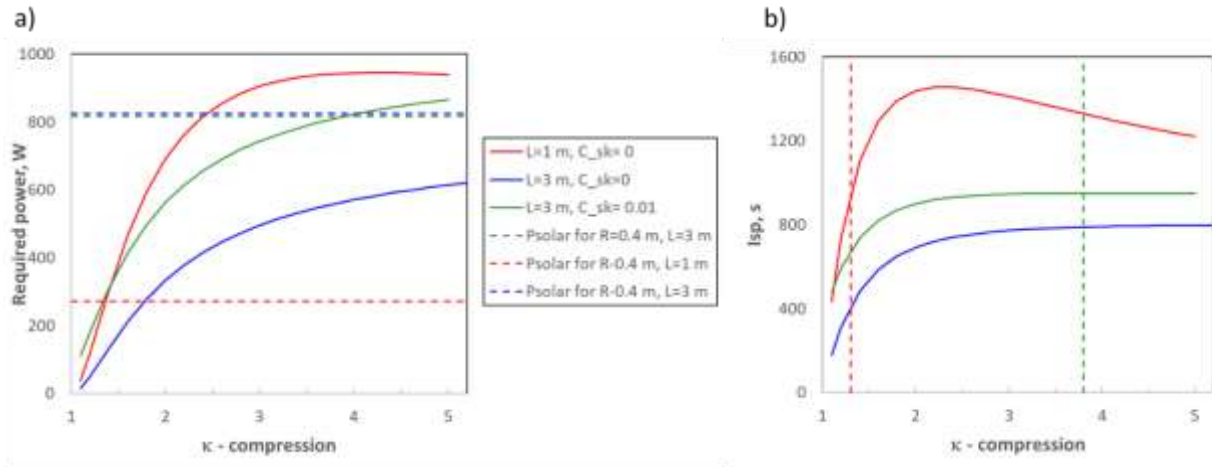 a)
1000
800
600
400
200
0
Required power, W
1
2
3
4
5
κ - compression
L=1 m, C_sk= 0
L=3 m, C_sk=0
L=3 m, C_sk= 0.01
Psolar for R=0.4 m, L=3 m
Psolar for R-0.4 m, L=1 m
Psolar for R-0.4 m, L=3 m
b)
1600
1200
800
400
0
Isp, s
1
2
3
4
5
κ - compression